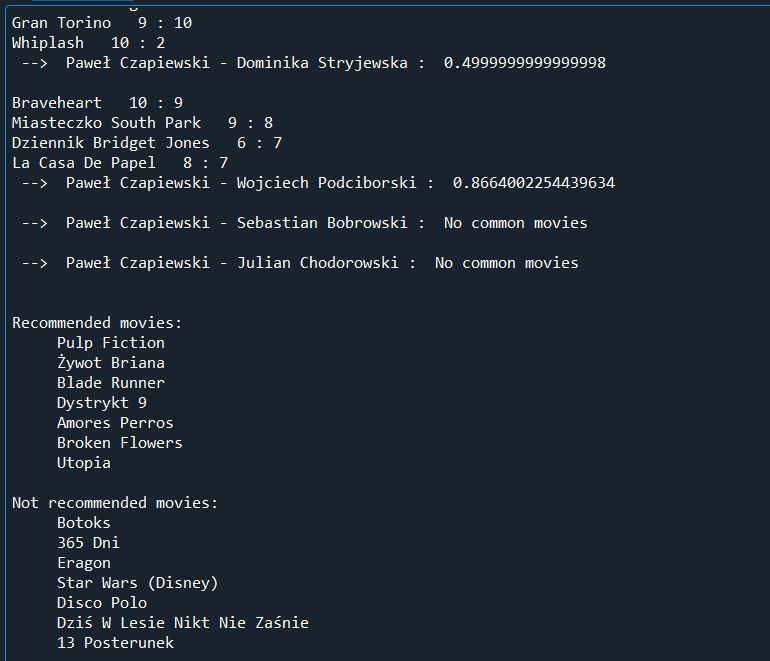 Gran Torino   9 : 10
Whiplash   10 : 2
 -->  Paweł Czapiewski - Dominika Stryjewska :  0.4999999999999998
Braveheart   10 : 9
Miasteczko South Park   9 : 8
Dziennik Bridget Jones   6 : 7
La Casa De Papel   8 : 7
 -->  Paweł Czapiewski - Wojciech Podciborski :  0.8664002254439634
 -->  Paweł Czapiewski - Sebastian Bobrowski :  No common movies
 -->  Paweł Czapiewski - Julian Chodorowski :  No common movies
Recommended movies:
     Pulp Fiction
     Żywot Briana
     Blade Runner
     Dystrykt 9
     Amores Perros
     Broken Flowers
     Utopia
Not recommended movies:
     Botoks
     365 Dni
     Eragon
     Star Wars (Disney)
     Disco Polo
     Dziś W Lesie Nikt Nie Zaśnie
     13 Posterunek